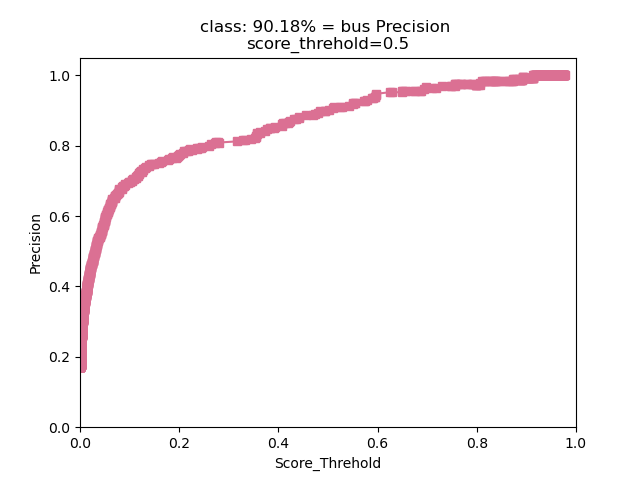 class: 90.18% = bus Precision
score_threhold=0.5
1.0
0.8
0.6
0.4
0.2
0.0
Precision
0.0 0.2 0.4 0.6 0.8 1.0
Score_Threhold